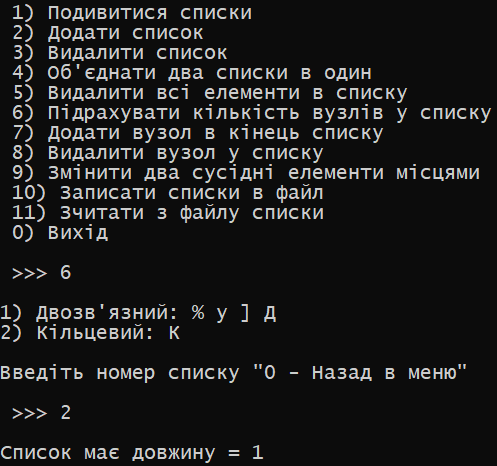 1) Подивитися списки
2) Додати список
3) Видалити список
4) Об'єднати два списки в один
5) Видалити всі елементи в списку
6) Підрахувати кількість вузлів у списку
7) Додати вузол в кінець списку
8) Видалити вузол у списку
9) Змінити два сусідні елементи місцями
10) Записати списки в файл
11) Зчитати з файлу списки
0) Вихід
>>> 6
1) Двозв'язний: % у ] Д
2) Кільцевий: К
Введіть номер списку "0 - Назад в меню"
>>> 2
Список має довжину = 1